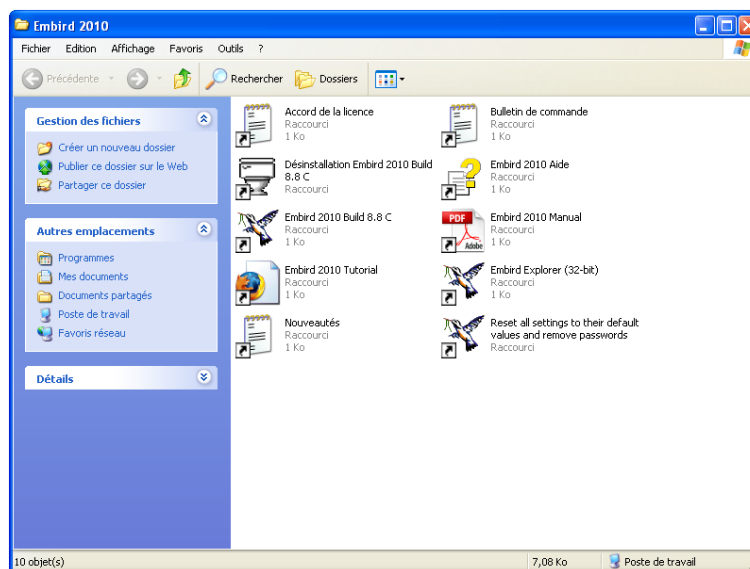 Embird 2010
Fichier Edition Affichage Favoris Outils ?
Précédente Rechercher Dossiers
Gestion des fichiers
Créer un nouveau dossier
Publier ce dossier sur le Web
Partager ce dossier
Autres emplacements
Programmes
Mes documents
Documents partagés
Poste de travail
Favoris réseau
Détails
Accord de la licence
Raccourci
1 Ko
Bulletin de commande
Raccourci
1 Ko
Désinstallation Embird 2010 Build
8.8 C
Raccourci
Embird 2010 Aide
Raccourci
1 Ko
Embird 2010 Build 8.8 C
Raccourci
1 Ko
PDF
Adobe
Embird 2010 Manual
Raccourci
1 Ko
Embird 2010 Tutorial
Raccourci
1 Ko
Embird Explorer (32-bit)
Raccourci
1 Ko
Nouveautés
Raccourci
1 Ko
Reset all settings to their default
values and remove passwords
Raccourci
10 objet(s) 7,08 Ko Poste de travail